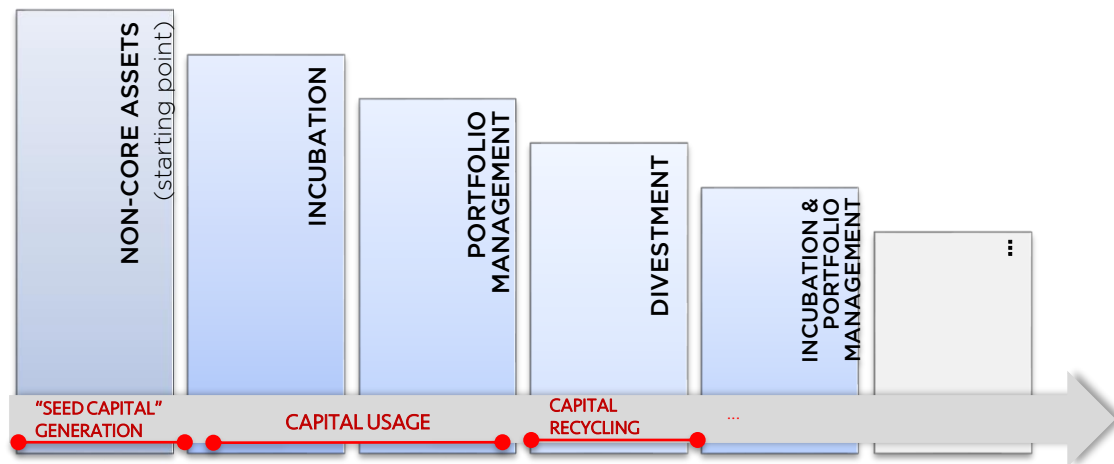 NON-CORE ASSETS
(starting point)
INCUBATION
PORTFOLIO
MANAGEMENT
DIVESTMENT
INCUBATION &
PORTFOLIO
MANAGEMENT
...
"SEED CAPITAL"
GENERATION
CAPITAL USAGE
CAPITAL
RECYCLING
...